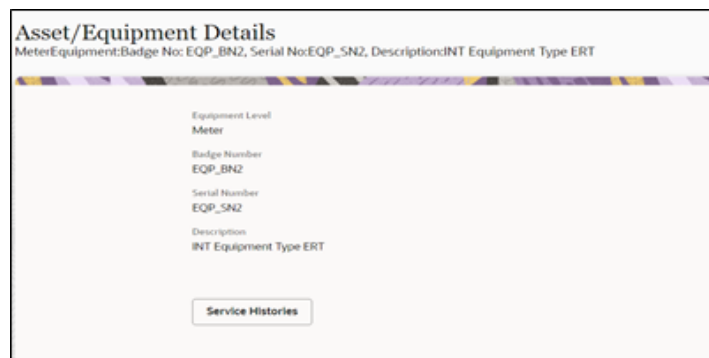 Asset/Equipment Details
MeterEquipment:Badge No: EQP_BN2, Serial No:EQP_SN2, Description:INT Equipment Type ERT
Equipment Level
Meter
Badge Number
EQP_BN2
Serial Number
EQP_SN2
Description
INT Equipment Type ERT
Service Histories